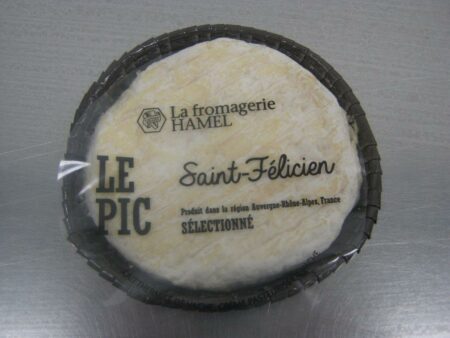 La fromagerie
HAMEL
LE
PIC
Saint-Félicien
Produit dans la région Auvergne-Rhône-Alpes, France
SÉLECTIONNÉ